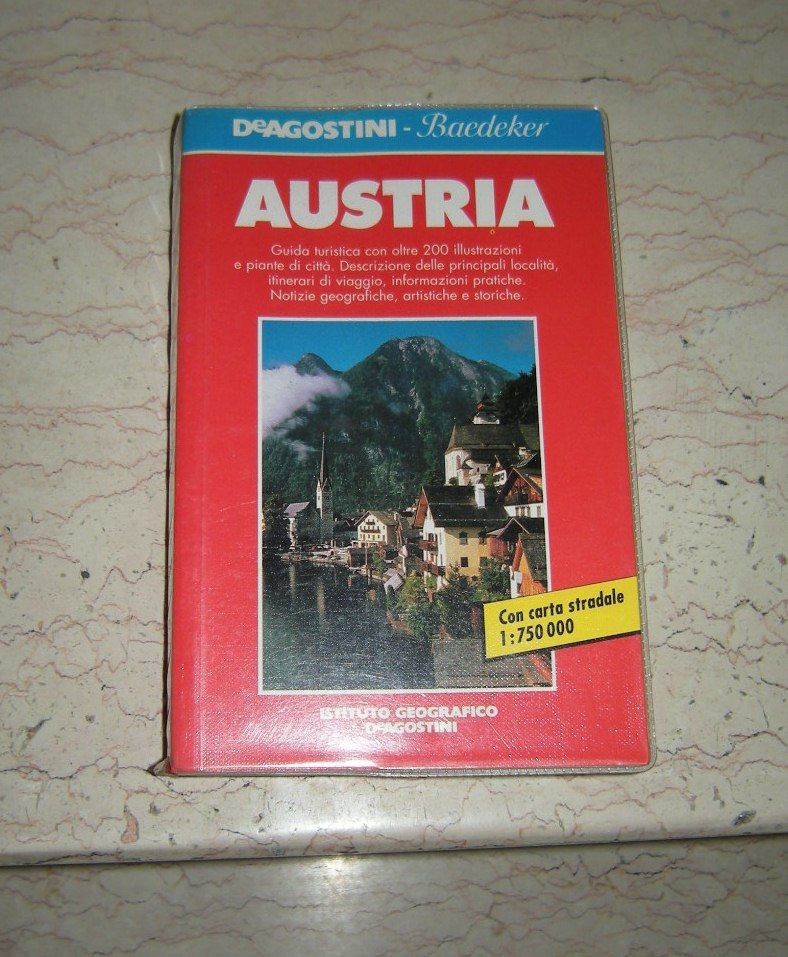 DeAGOSTINI - Baedeker
AUSTRIA
Guida turistica con oltre 200 illustrazioni
e piante di città. Descrizione delle principali località,
itinerari di viaggio, informazioni pratiche.
Notizie geografiche, artistiche e storiche.
Con carta stradale
1:750 000
ISTITUTO GEOGRAFICO
DeAGOSTINI